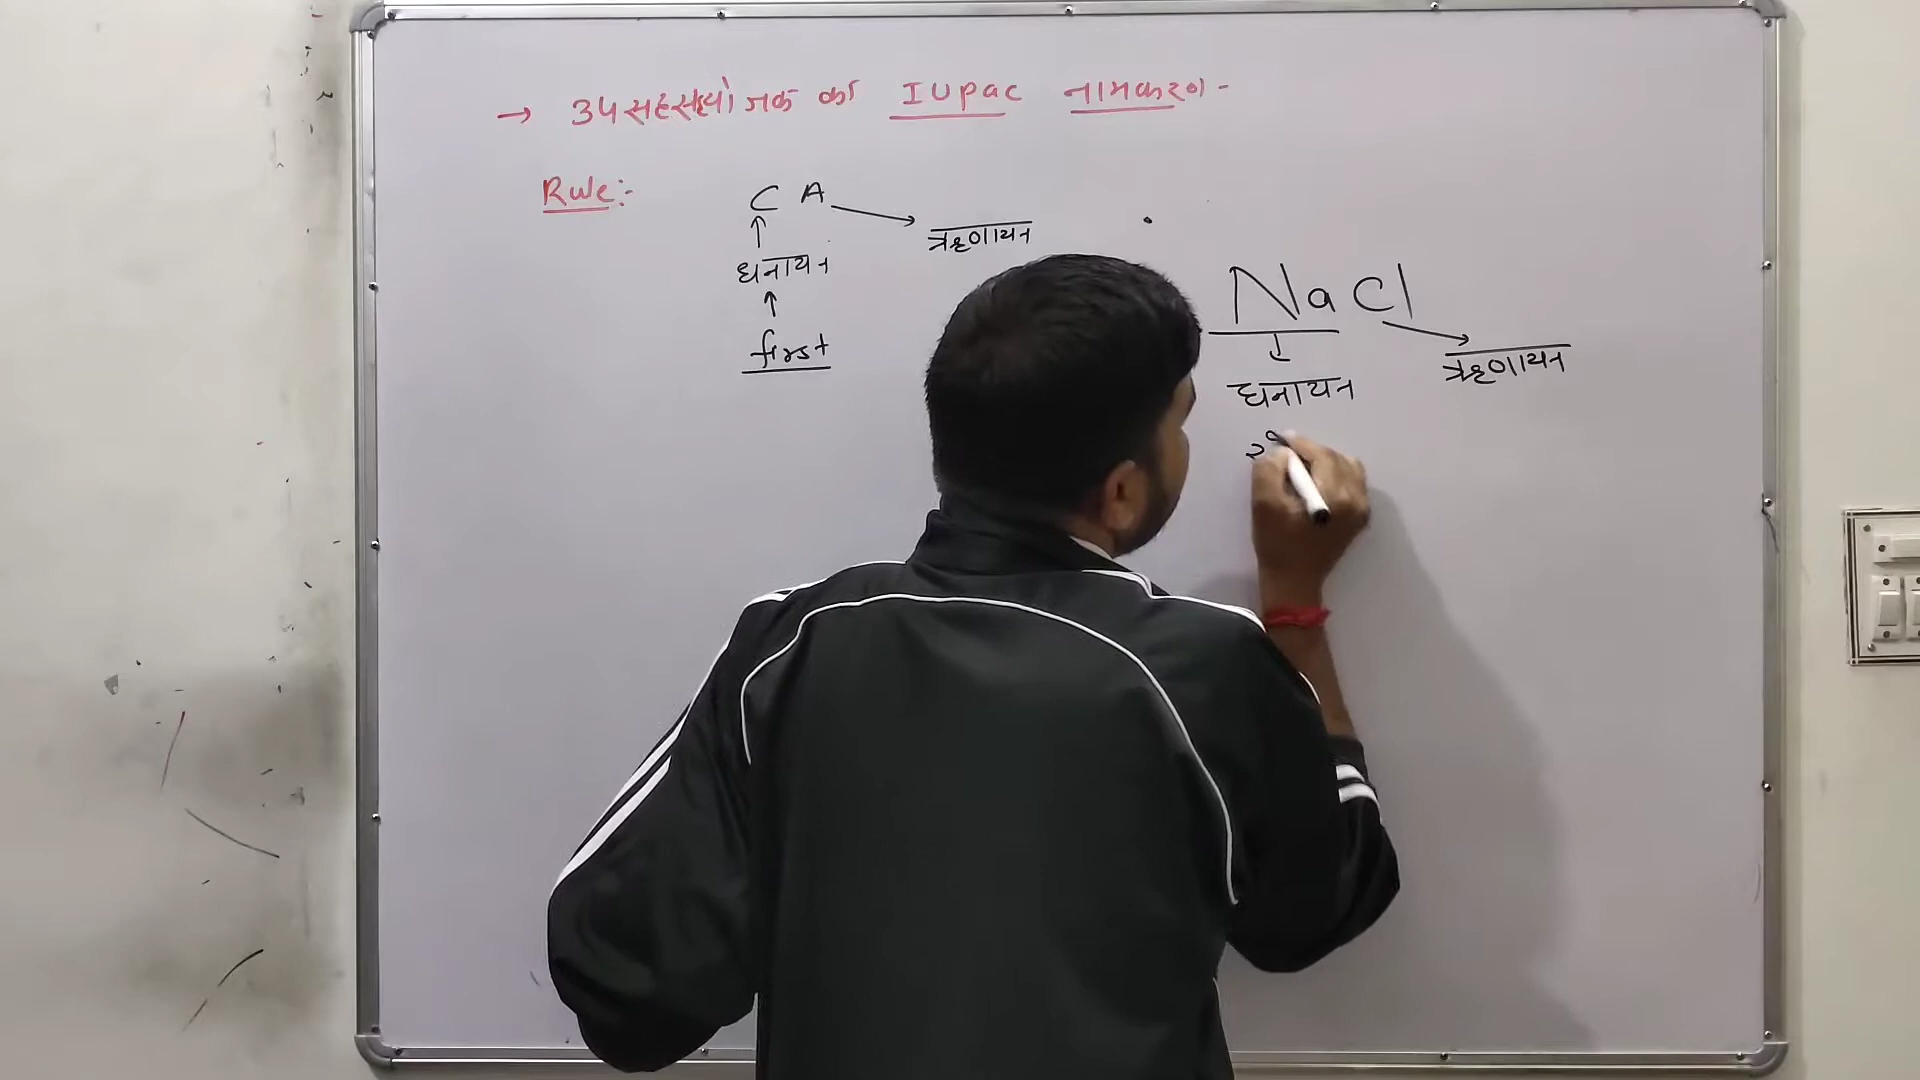 → उपसहसंयोजक का IUPAC नामकरण -
Rule:-
C A → ऋणायन
↑
धनायन
↑
first
NaCl → ऋणायन
धनायन